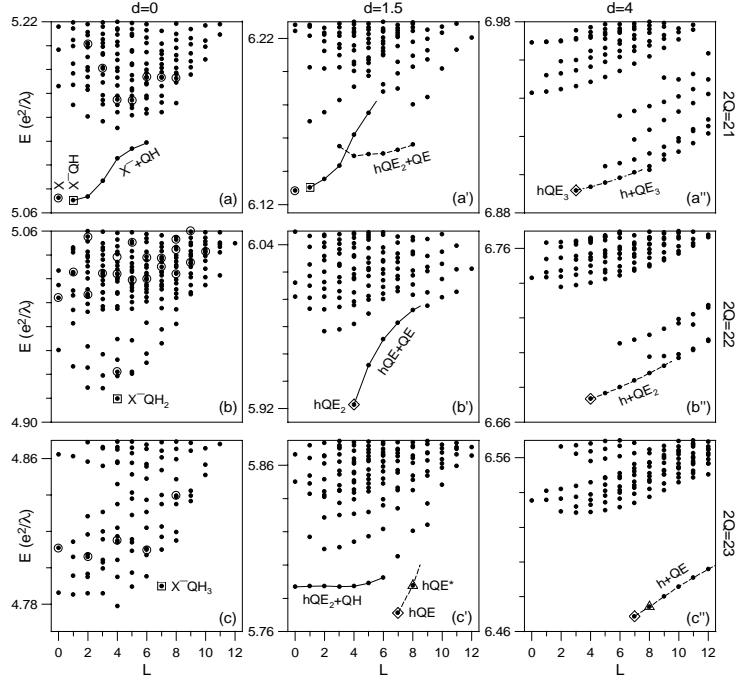 d=0
d=1.5
d=4
5.22
E (e²/λ)
5.06
X⁻QH
X⁻QH
X⁻+QH
(a)
6.22
6.12
hQE₂+QE
(a')
6.98
6.88
hQE₃
h+QE₃
(a'')
2Q=21
5.06
E (e²/λ)
4.90
X⁻QH₂
(b)
6.04
5.92
hQE₂
hQE+QE
(b')
6.76
6.66
h+QE₂
(b'')
2Q=22
4.86
E (e²/λ)
4.78
X⁻QH₃
(c)
5.86
5.76
hQE₂+QH
hQE*
hQE
(c')
6.56
6.46
h+QE
(c'')
2Q=23
0 2 4 6 8 10 12
0 2 4 6 8 10 12
0 2 4 6 8 10 12
L
L
L